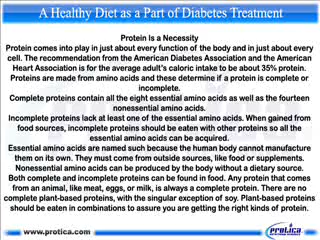 A Healthy Diet as a Part of Diabetes Treatment
Protein Is a Necessity
Protein comes into play in just about every function of the body and in just about every
cell. The recommendation from the American Diabetes Association and the American
Heart Association is for the average adult's caloric intake to be about 35% protein.
Proteins are made from amino acids and these determine if a protein is complete or
incomplete.
Complete proteins contain all the eight essential amino acids as well as the fourteen
nonessential amino acids.
Incomplete proteins lack at least one of the essential amino acids. When gained from
food sources, incomplete proteins should be eaten with other proteins so all the
essential amino acids can be acquired.
Essential amino acids are named such because the human body cannot manufacture
them on its own. They must come from outside sources, like food or supplements.
Nonessential amino acids can be produced by the body without a dietary source.
Both complete and incomplete proteins can be found in food. Any protein that comes
from an animal, like meat, eggs, or milk, is always a complete protein. There are no
complete plant-based proteins, with the singular exception of soy. Plant-based proteins
should be eaten in combinations to assure you are getting the right kinds of protein.
www.protica.com
protica